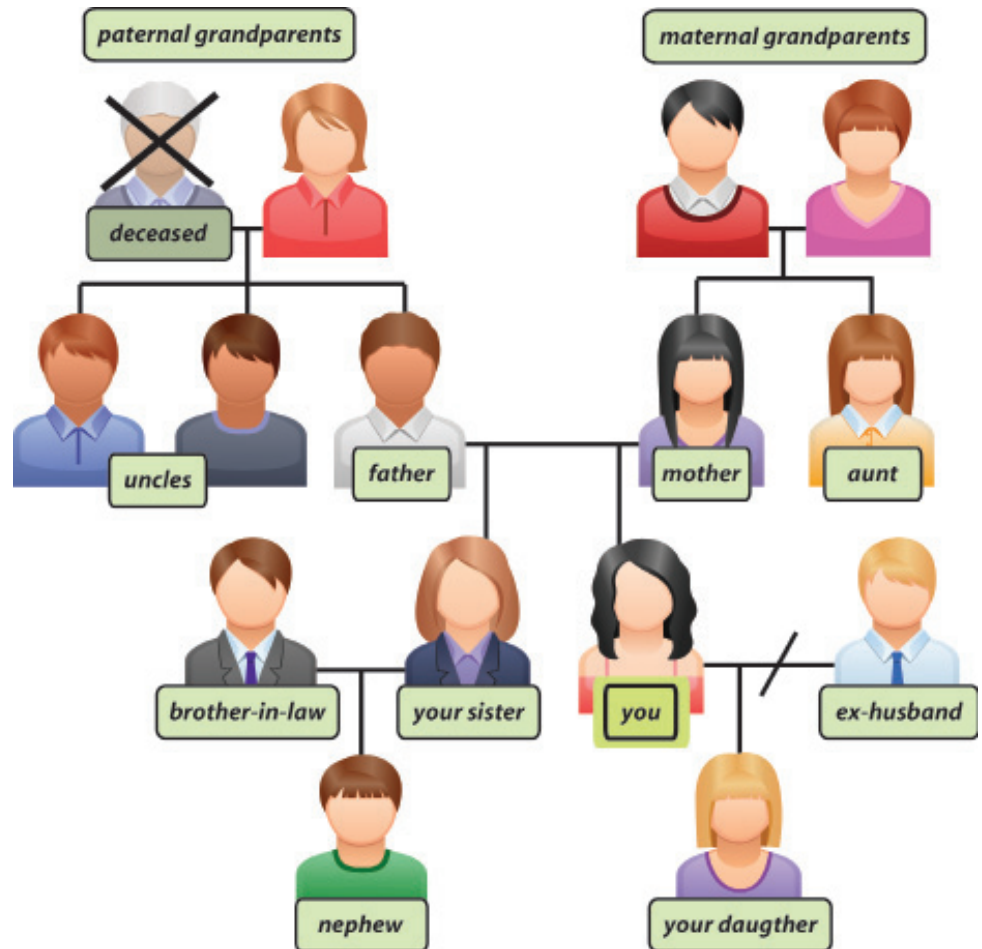 paternal grandparents
maternal grandparents
deceased
uncles
father
mother
aunt
brother-in-law
your sister
you
ex-husband
nephew
your daugther